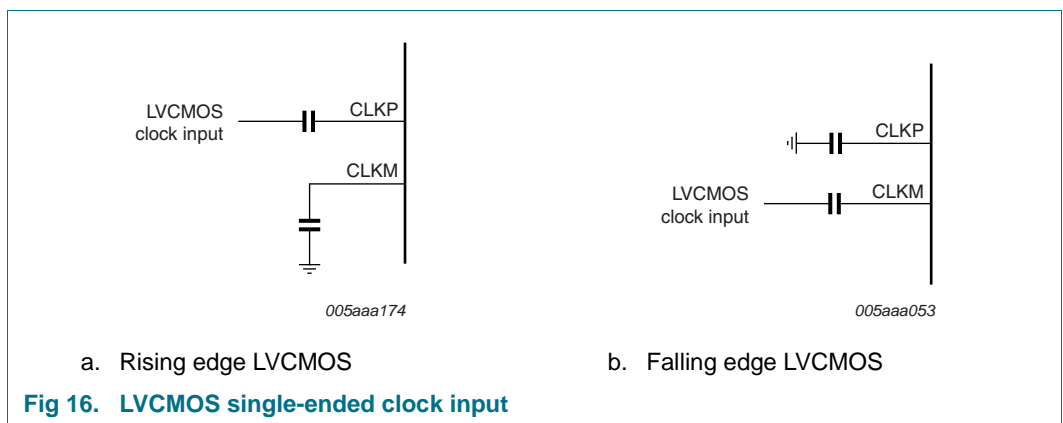 LVCMOS
clock input
CLKP
CLKM
005aaa174
a. Rising edge LVCMOS
CLKP
LVCMOS
clock input
CLKM
005aaa053
b. Falling edge LVCMOS
Fig 16. LVCMOS single-ended clock input